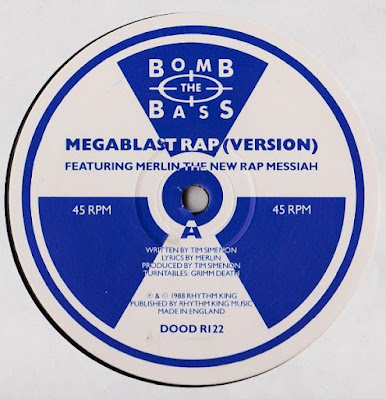 BOMB
THE
BASS
MEGABLAST RAP (VERSION)
FEATURING MERLIN THE NEW RAP MESSIAH
45 RPM
45 RPM
A
WRITTEN BY TIM SIMENON
LYRICS BY MERLIN
PRODUCED BY TIM SIMENON
TURNTABLES: GRIMM DEATH
℗ & © 1988 RHYTHM KING
PUBLISHED BY RHYTHM KING MUSIC
MADE IN ENGLAND
DOOD R122